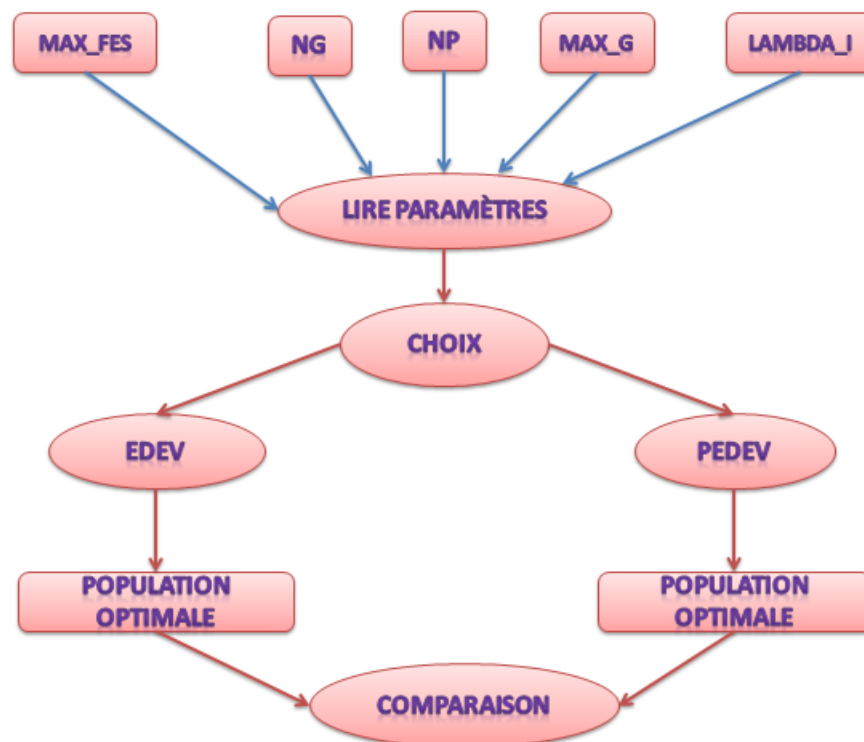 MAX_FES
NG
NP
MAX_G
LAMBDA_I
LIRE PARAMÈTRES
CHOIX
EDEV
PEDEV
POPULATION
OPTIMALE
POPULATION
OPTIMALE
COMPARAISON